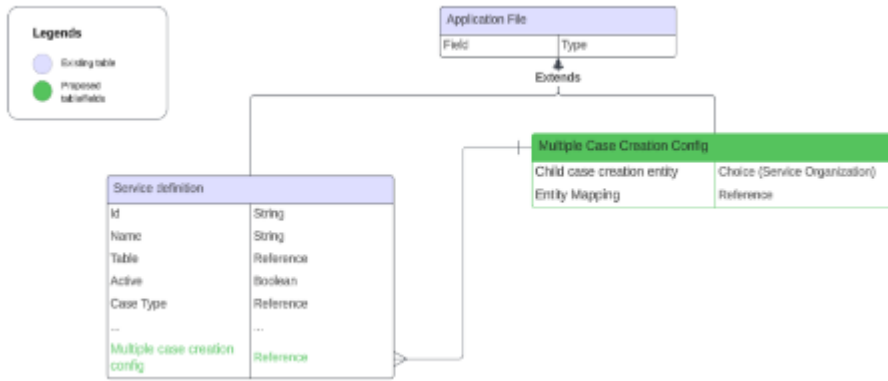 Legends
Existing table
Proposed
table/fields
Application File
Field Type
Extends
Multiple Case Creation Config
Child case creation entity Choice (Service Organization)
Entity Mapping Reference
Service definition
Id String
Name String
Table Reference
Active Boolean
Case Type Reference
... ...
Multiple case creation
config Reference